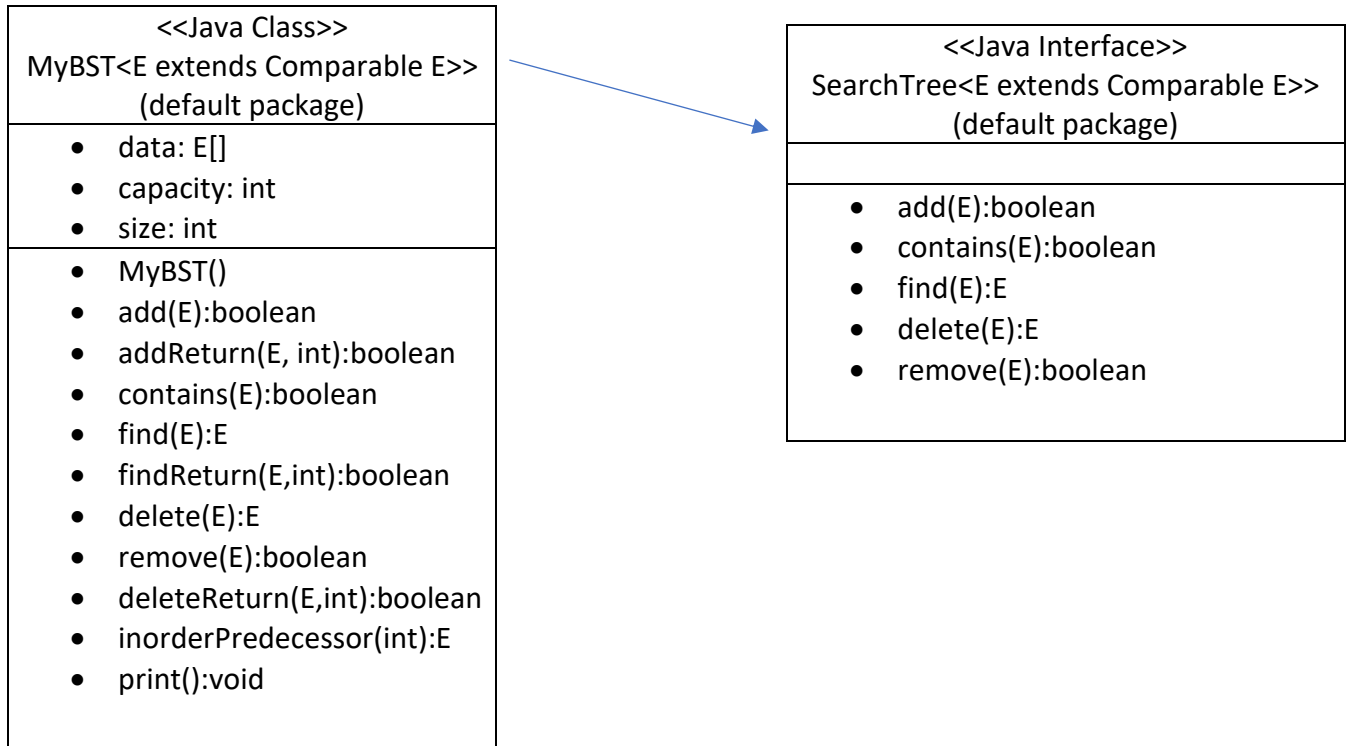 <<Java Class>>
MyBST<E extends Comparable E>>
(default package)
• data: E[]
• capacity: int
• size: int
• MyBST()
• add(E):boolean
• addReturn(E, int):boolean
• contains(E):boolean
• find(E):E
• findReturn(E,int):boolean
• delete(E):E
• remove(E):boolean
• deleteReturn(E,int):boolean
• inorderPredecessor(int):E
• print():void
<<Java Interface>>
SearchTree<E extends Comparable E>>
(default package)
• add(E):boolean
• contains(E):boolean
• find(E):E
• delete(E):E
• remove(E):boolean